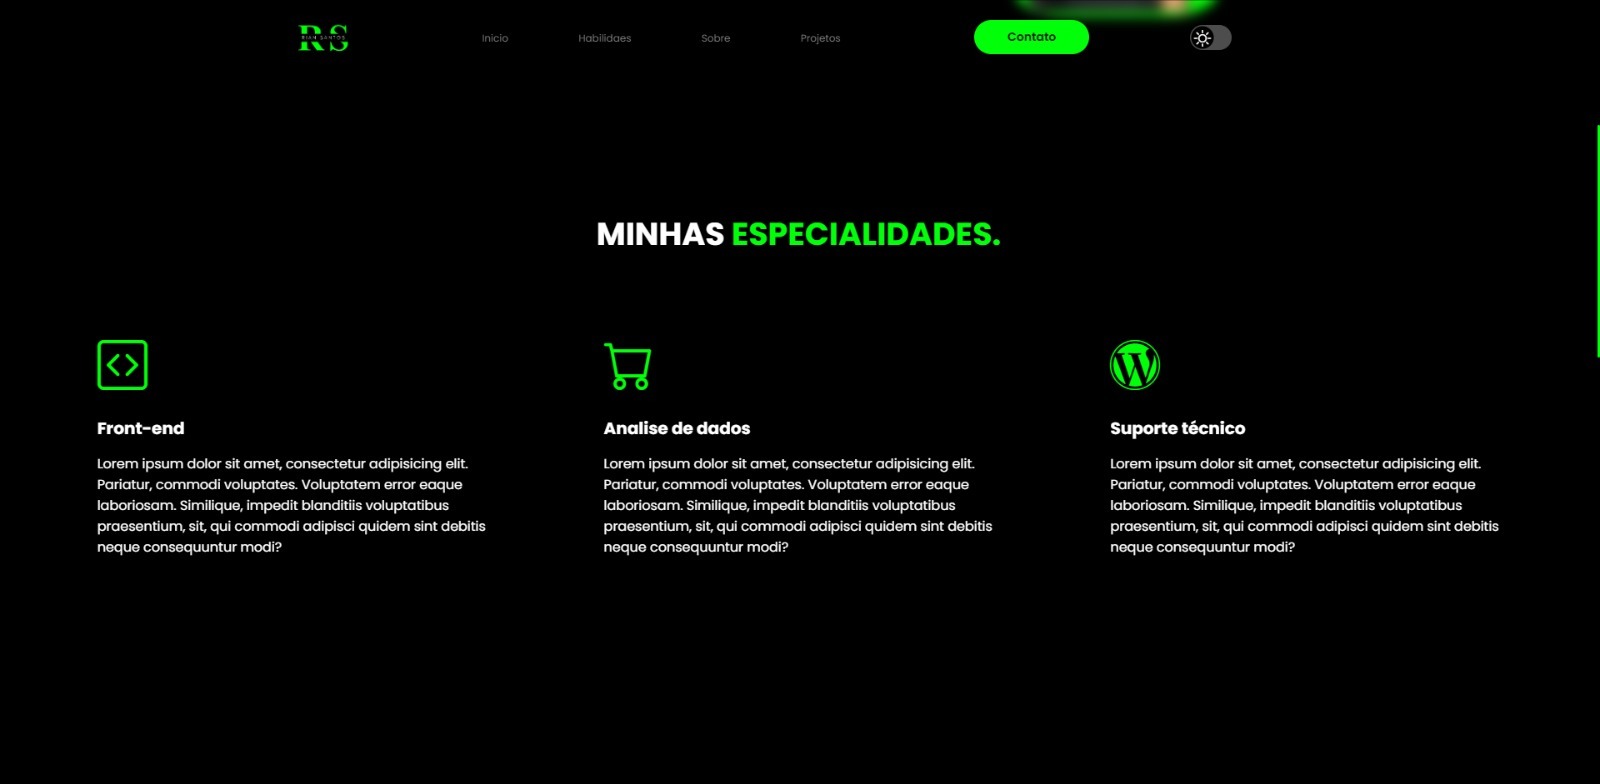 RS
RIAN SANTOS
Inicio
Habilidaes
Sobre
Projetos
Contato
MINHAS ESPECIALIDADES.
Front-end
Lorem ipsum dolor sit amet, consectetur adipisicing elit.
Pariatur, commodi voluptates. Voluptatem error eaque
laboriosam. Similique, impedit blanditiis voluptatibus
praesentium, sit, qui commodi adipisci quidem sint debitis
neque consequuntur modi?
Analise de dados
Lorem ipsum dolor sit amet, consectetur adipisicing elit.
Pariatur, commodi voluptates. Voluptatem error eaque
laboriosam. Similique, impedit blanditiis voluptatibus
praesentium, sit, qui commodi adipisci quidem sint debitis
neque consequuntur modi?
Suporte técnico
Lorem ipsum dolor sit amet, consectetur adipisicing elit.
Pariatur, commodi voluptates. Voluptatem error eaque
laboriosam. Similique, impedit blanditiis voluptatibus
praesentium, sit, qui commodi adipisci quidem sint debitis
neque consequuntur modi?